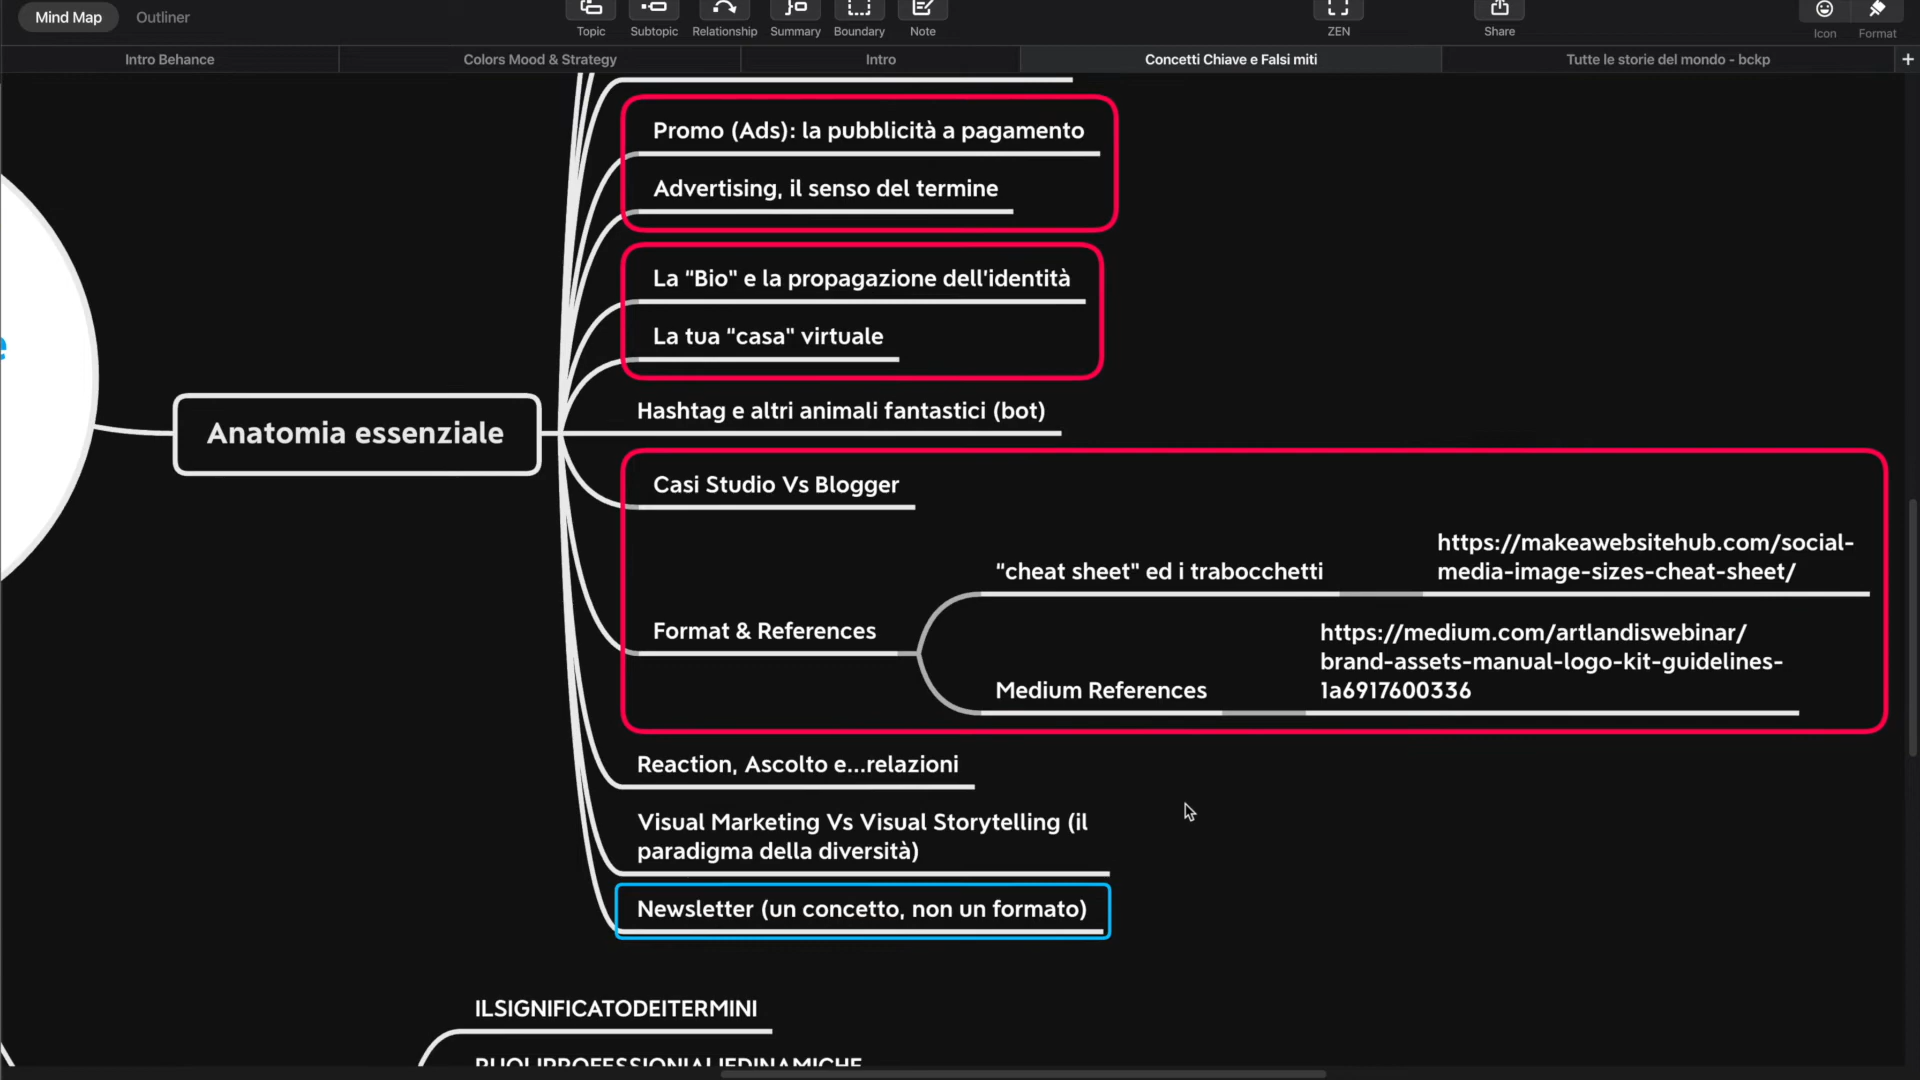 Mind Map
Outliner
Topic
Subtopic
Relationship
Summary
Boundary
Note
ZEN
Share
Icon
Format
Intro Behance
Colors Mood & Strategy
Intro
Concetti Chiave e Falsi miti
Tutte le storie del mondo - bckp
Promo (Ads): la pubblicità a pagamento
Advertising, il senso del termine
La “Bio” e la propagazione dell’identità
La tua “casa” virtuale
Hashtag e altri animali fantastici (bot)
Anatomia essenziale
Casi Studio Vs Blogger
“cheat sheet” ed i trabocchetti
https://makeawebsitehub.com/social-
media-image-sizes-cheat-sheet/
Format & References
Medium References
https://medium.com/artlandiswebinar/
brand-assets-manual-logo-kit-guidelines-
1a6917600336
Reaction, Ascolto e...relazioni
Visual Marketing Vs Visual Storytelling (il
paradigma della diversità)
Newsletter (un concetto, non un formato)
ILSIGNIFICATODEITERMINI
RUOLIPROFESSIONALIEDINAMICHE